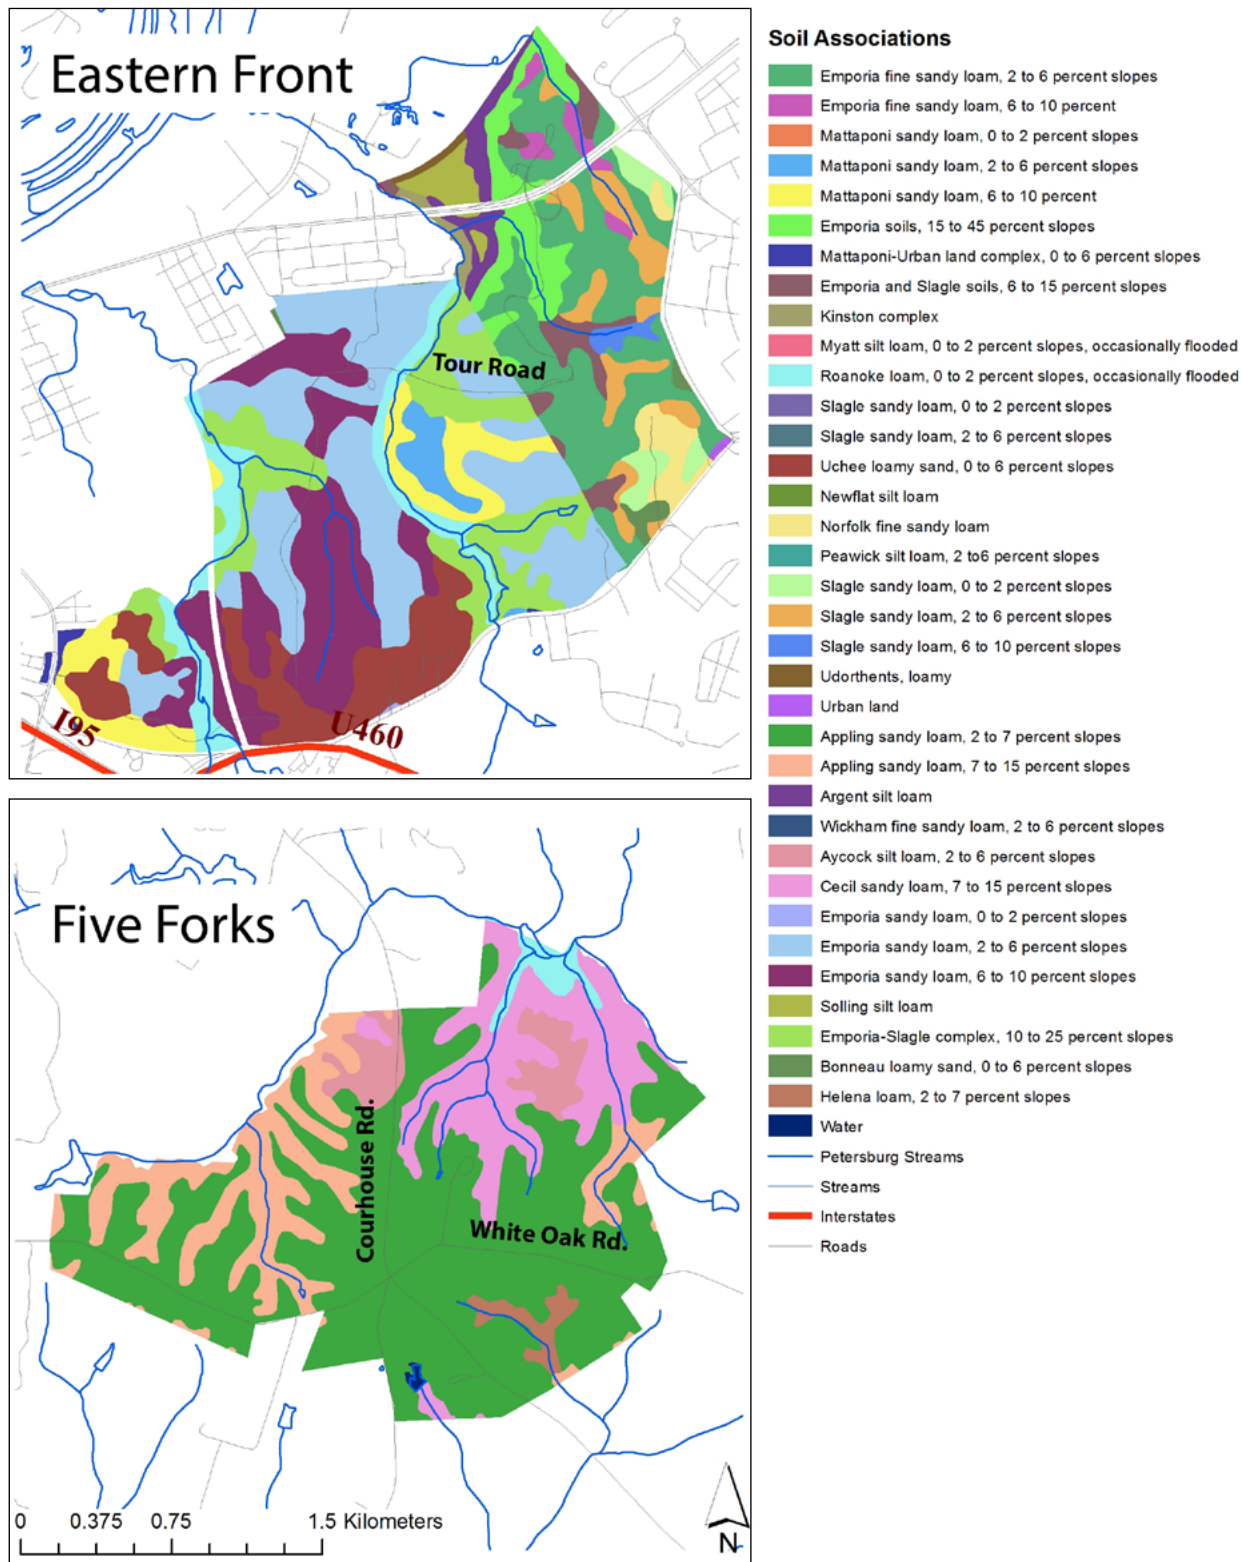 Eastern Front
Tour Road
I95
U460
Five Forks
Courhouse Rd.
White Oak Rd.
0 0.375 0.75 1.5 Kilometers
N
Soil Associations
Emporia fine sandy loam, 2 to 6 percent slopes
Emporia fine sandy loam, 6 to 10 percent
Mattaponi sandy loam, 0 to 2 percent slopes
Mattaponi sandy loam, 2 to 6 percent slopes
Mattaponi sandy loam, 6 to 10 percent
Emporia soils, 15 to 45 percent slopes
Mattaponi-Urban land complex, 0 to 6 percent slopes
Emporia and Slagle soils, 6 to 15 percent slopes
Kinston complex
Myatt silt loam, 0 to 2 percent slopes, occasionally flooded
Roanoke loam, 0 to 2 percent slopes, occasionally flooded
Slagle sandy loam, 0 to 2 percent slopes
Slagle sandy loam, 2 to 6 percent slopes
Uchee loamy sand, 0 to 6 percent slopes
Newflat silt loam
Norfolk fine sandy loam
Peawick silt loam, 2 to6 percent slopes
Slagle sandy loam, 0 to 2 percent slopes
Slagle sandy loam, 2 to 6 percent slopes
Slagle sandy loam, 6 to 10 percent slopes
Udorthents, loamy
Urban land
Appling sandy loam, 2 to 7 percent slopes
Appling sandy loam, 7 to 15 percent slopes
Argent silt loam
Wickham fine sandy loam, 2 to 6 percent slopes
Aycock silt loam, 2 to 6 percent slopes
Cecil sandy loam, 7 to 15 percent slopes
Emporia sandy loam, 0 to 2 percent slopes
Emporia sandy loam, 2 to 6 percent slopes
Emporia sandy loam, 6 to 10 percent slopes
Solling silt loam
Emporia-Slagle complex, 10 to 25 percent slopes
Bonneau loamy sand, 0 to 6 percent slopes
Helena loam, 2 to 7 percent slopes
Water
Petersburg Streams
Streams
Interstates
Roads